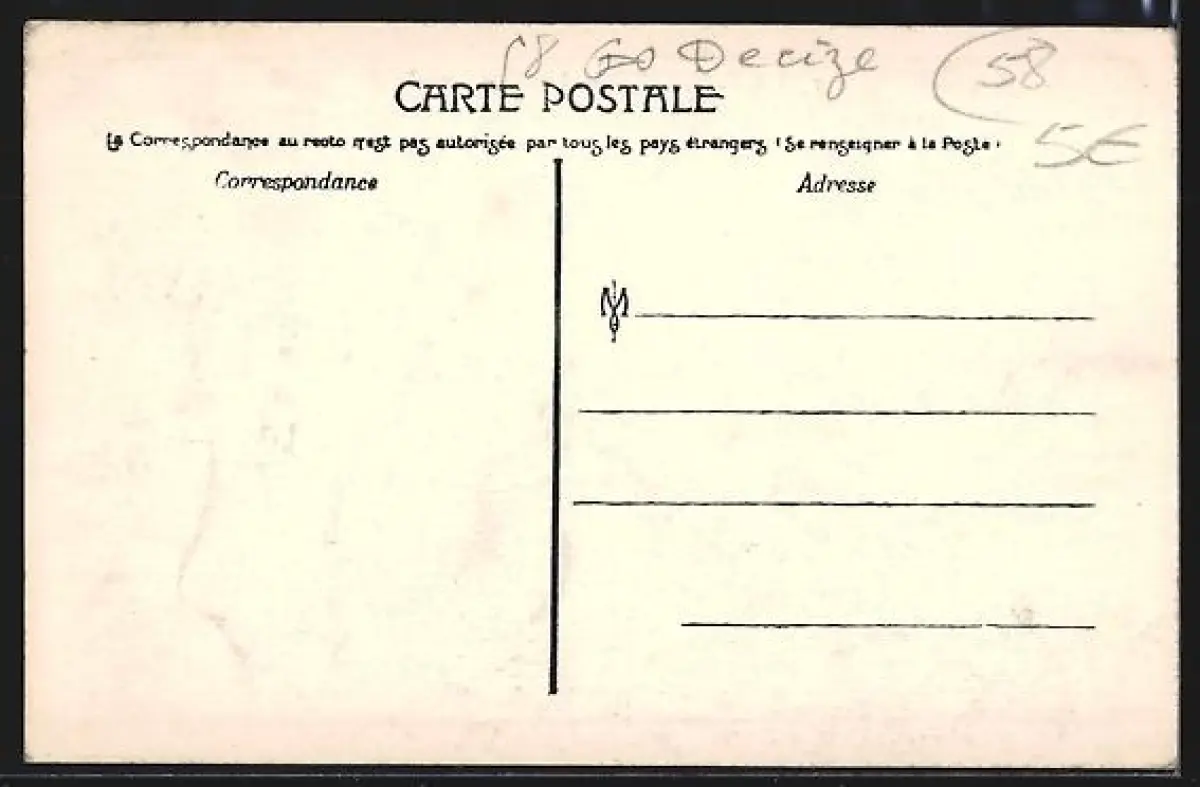 58 Decize 58
CARTE POSTALE
5€
La Correspondance au recto n'est pas autorisée par tous les pays étrangers (Se renseigner à la Poste)
Correspondance
Adresse
M